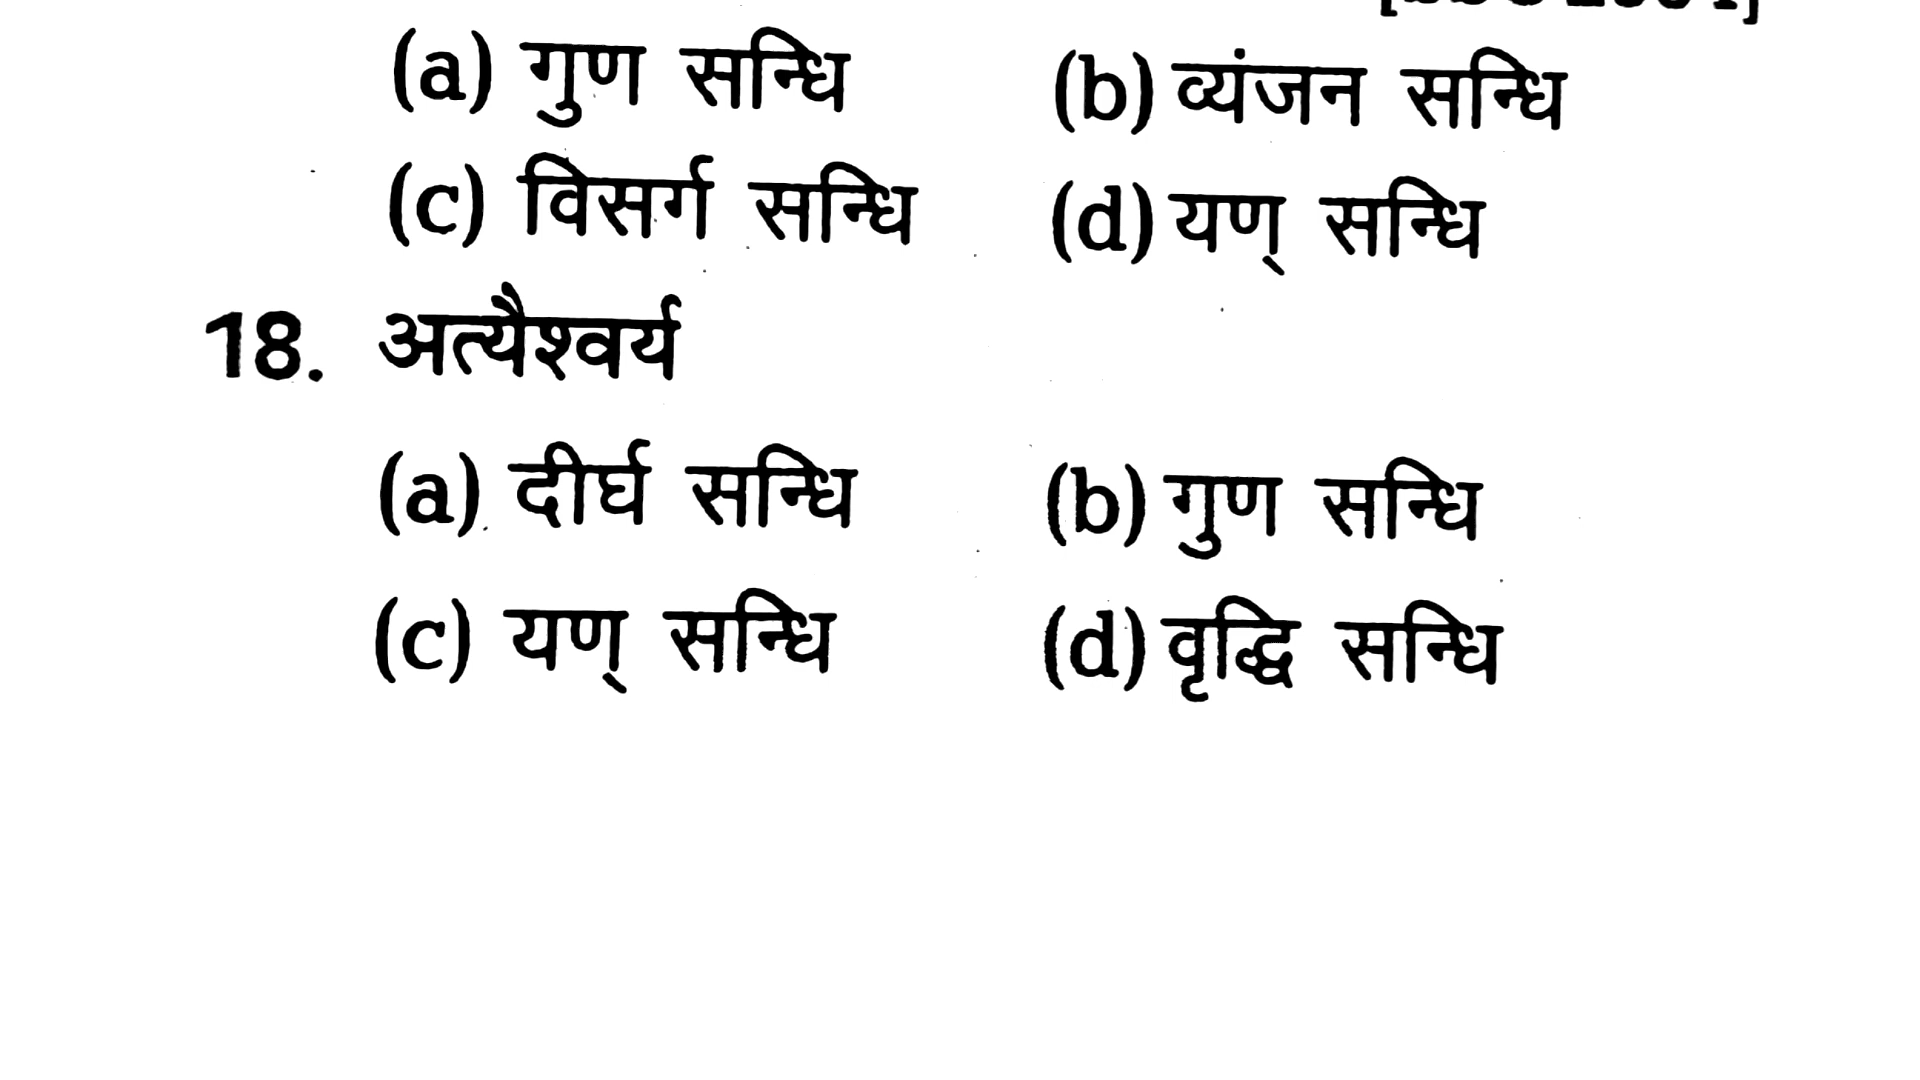 (a) गुण सन्धि (b) व्यंजन सन्धि
(c) विसर्ग सन्धि (d) यण् सन्धि
18. अत्यैश्वर्य
(a) दीर्घ सन्धि (b) गुण सन्धि
(c) यण् सन्धि (d) वृद्धि सन्धि